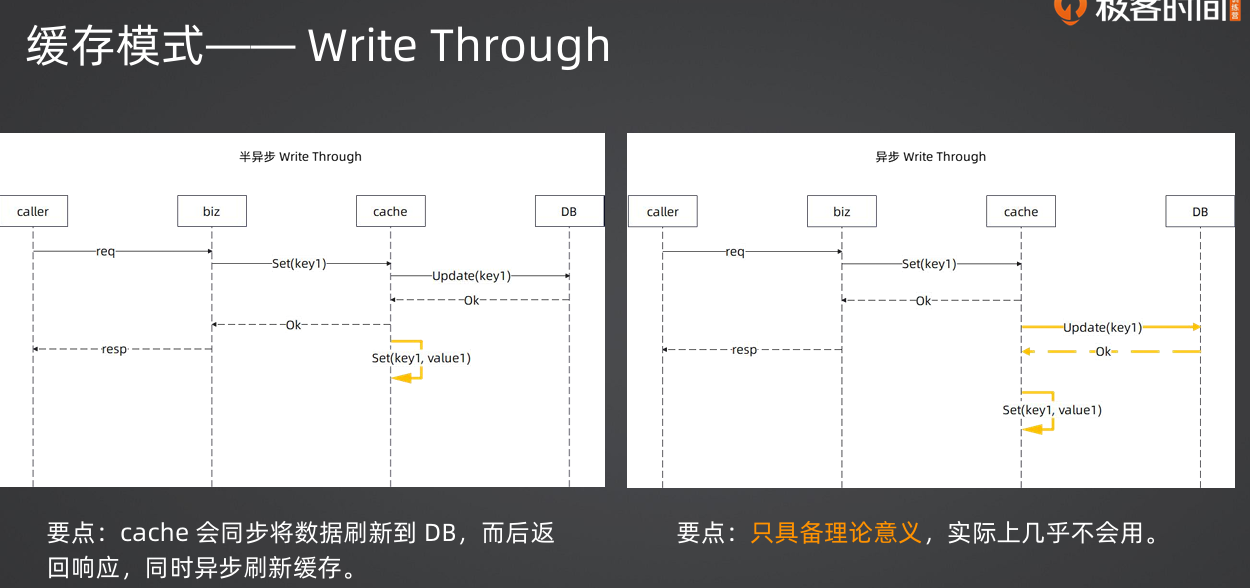 极客时间
缓存模式—— Write Through
半异步 Write Through
caller
biz
cache
DB
req
Set(key1)
Update(key1)
Ok
Ok
resp
Set(key1, value1)
异步 Write Through
caller
biz
cache
DB
req
Set(key1)
Ok
Update(key1)
resp
Ok
Set(key1, value1)
要点：cache 会同步将数据刷新到 DB，而后返
回响应，同时异步刷新缓存。
要点：只具备理论意义，实际上几乎不会用。